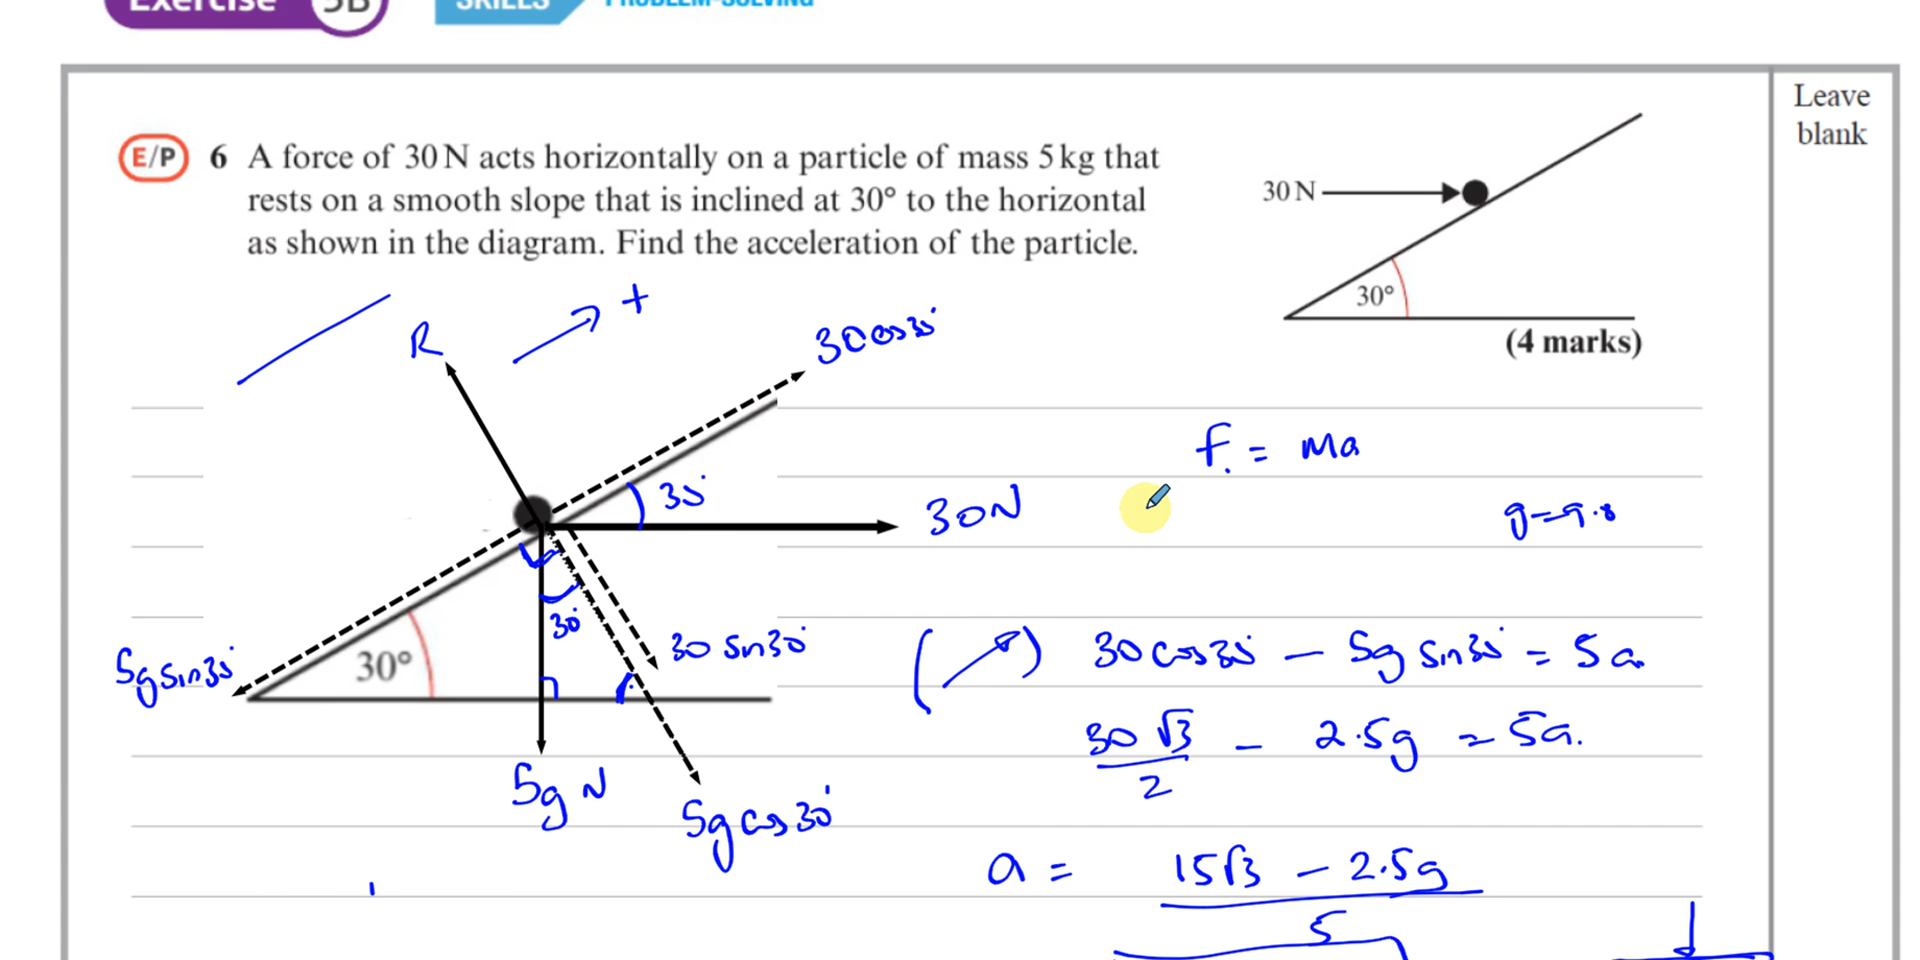 Exercise 5B SKILLS PROBLEM-SOLVING
Leave
blank
E/P 6 A force of 30 N acts horizontally on a particle of mass 5 kg that
rests on a smooth slope that is inclined at 30° to the horizontal
as shown in the diagram. Find the acceleration of the particle.
30 N
30°
(4 marks)
+
R
30cos30°
F = ma
30°
30N
g=9.8
30°
30 sin30°
5g sin30°
30°
(↗) 30cos30° - 5g sin30° = 5a
30√3/2 - 2.5g = 5a.
5g N
5g cos30°
a = 15√3 - 2.5g / 5